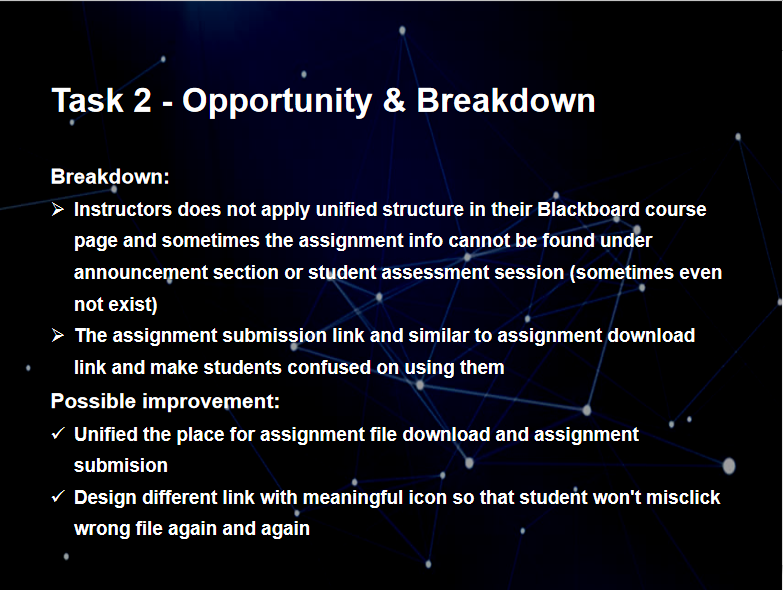 Task 2 - Opportunity & Breakdown
Breakdown:
➢ Instructors does not apply unified structure in their Blackboard course
page and sometimes the assignment info cannot be found under
announcement section or student assessment session (sometimes even
not exist)
➢ The assignment submission link and similar to assignment download
link and make students confused on using them
Possible improvement:
✓ Unified the place for assignment file download and assignment
submision
✓ Design different link with meaningful icon so that student won't misclick
wrong file again and again